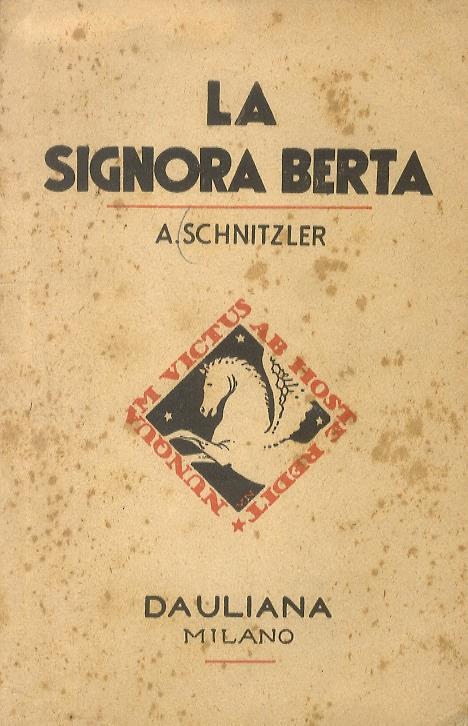 LA
SIGNORA BERTA
A. SCHNITZLER
NUNQUAM VICTUS
AB HOSTE REDIT
DAULIANA
MILANO